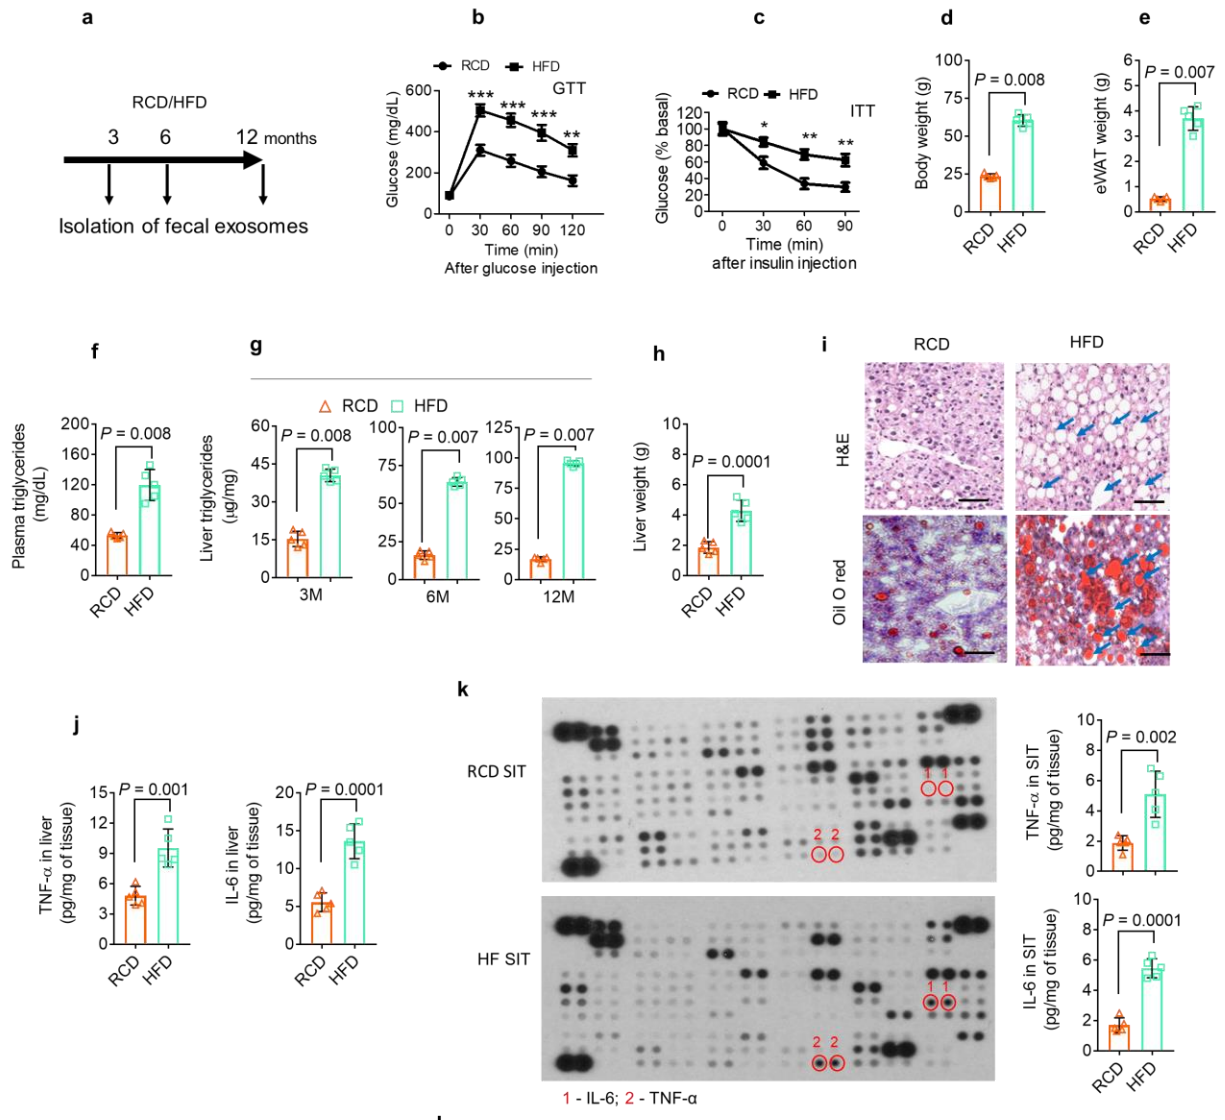 a
RCD/HFD
3 6 12 months
Isolation of fecal exosomes
b
RCD HFD
GTT
Glucose (mg/dL)
600
400
200
0
***
***
***
**
0 30 60 90 120
Time (min)
After glucose injection
c
RCD HFD
ITT
Glucose (% basal)
120
100
80
60
40
20
0
*
**
**
0 30 60 90
Time (min)
after insulin injection
d
Body weight (g)
100
75
50
25
0
P = 0.008
RCD
HFD
e
eWAT weight (g)
6
5
4
3
2
1
0
P = 0.007
RCD
HFD
f
Plasma triglycerides
(mg/dL)
200
160
120
80
40
0
P = 0.008
RCD
HFD
g
RCD HFD
Liver triglycerides
(µg/mg)
60
45
30
15
0
P = 0.008
3M
100
75
50
25
0
P = 0.007
6M
125
100
75
50
25
0
P = 0.007
12M
h
Liver weight (g)
10
8
6
4
2
0
P = 0.0001
RCD
HFD
i
RCD HFD
H&E
Oil O red
j
TNF-α in liver
(pg/mg of tissue)
15
12
9
6
3
0
P = 0.001
RCD
HFD
IL-6 in liver
(pg/mg of tissue)
20
15
10
5
0
P = 0.0001
RCD
HFD
k
RCD SIT
1 1
2 2
HF SIT
1 1
2 2
1 - IL-6; 2 - TNF-α
TNF-α in SIT
(pg/mg of tissue)
10
8
6
4
2
0
P = 0.002
IL-6 in SIT
(pg/mg of tissue)
10
8
6
4
2
0
P = 0.0001
RCD
HFD